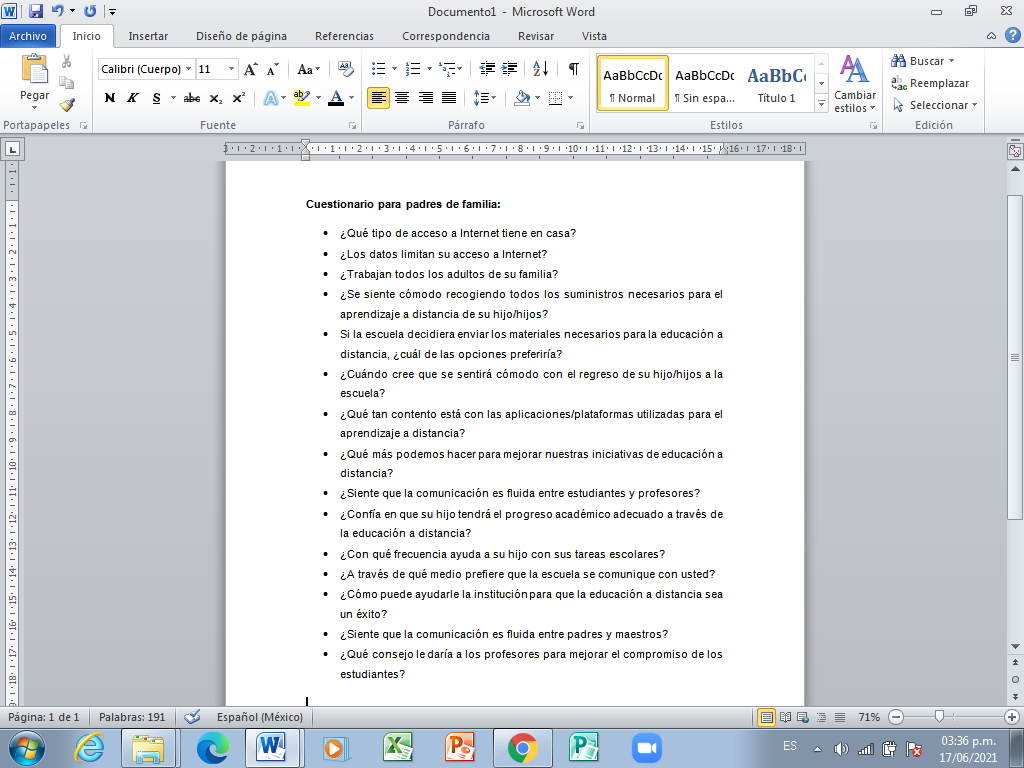 Documento1 - Microsoft Word
Archivo Inicio Insertar Diseño de página Referencias Correspondencia Revisar Vista
Pegar
Calibri (Cuerpo) 11
AaBbCcDc AaBbCcDc AaBbCc
¶ Normal ¶ Sin espa... Título 1
Cambiar estilos
Buscar
Reemplazar
Seleccionar
Portapapeles Fuente Párrafo Estilos Edición
Cuestionario para padres de familia:
• ¿Qué tipo de acceso a Internet tiene en casa?
• ¿Los datos limitan su acceso a Internet?
• ¿Trabajan todos los adultos de su familia?
• ¿Se siente cómodo recogiendo todos los suministros necesarios para el
aprendizaje a distancia de su hijo/hijos?
• Si la escuela decidiera enviar los materiales necesarios para la educación a
distancia, ¿cuál de las opciones preferiría?
• ¿Cuándo cree que se sentirá cómodo con el regreso de su hijo/hijos a la
escuela?
• ¿Qué tan contento está con las aplicaciones/plataformas utilizadas para el
aprendizaje a distancia?
• ¿Qué más podemos hacer para mejorar nuestras iniciativas de educación a
distancia?
• ¿Siente que la comunicación es fluida entre estudiantes y profesores?
• ¿Confía en que su hijo tendrá el progreso académico adecuado a través de
la educación a distancia?
• ¿Con qué frecuencia ayuda a su hijo con sus tareas escolares?
• ¿A través de qué medio prefiere que la escuela se comunique con usted?
• ¿Cómo puede ayudarle la institución para que la educación a distancia sea
un éxito?
• ¿Siente que la comunicación es fluida entre padres y maestros?
• ¿Qué consejo le daría a los profesores para mejorar el compromiso de los
estudiantes?
Página: 1 de 1 Palabras: 191 Español (México) 71%
ES 03:36 p.m.
17/06/2021